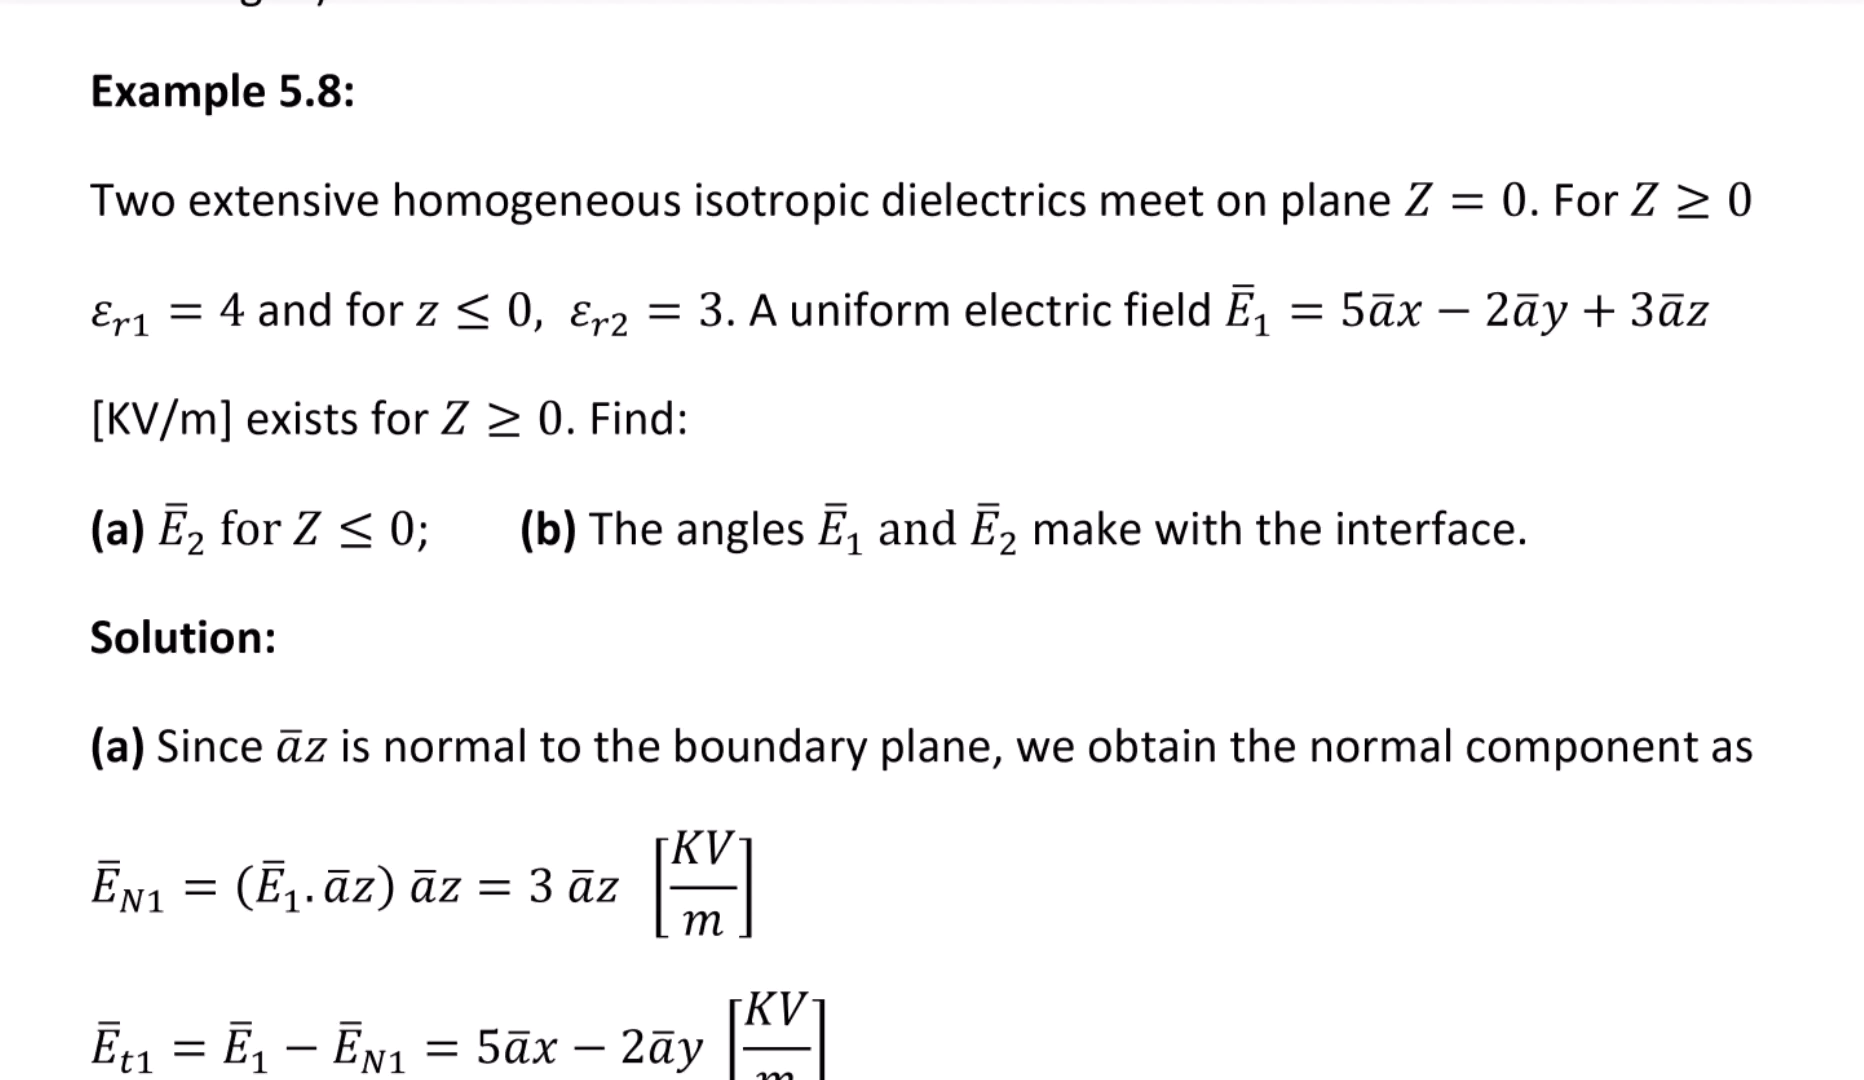 Example 5.8:
Two extensive homogeneous isotropic dielectrics meet on plane Z = 0. For Z ≥ 0
εr1 = 4 and for z ≤ 0, εr2 = 3. A uniform electric field Ē1 = 5āx − 2āy + 3āz
[KV/m] exists for Z ≥ 0. Find:
(a) Ē2 for Z ≤ 0; (b) The angles Ē1 and Ē2 make with the interface.
Solution:
(a) Since āz is normal to the boundary plane, we obtain the normal component as
ĒN1 = (Ē1. āz) āz = 3 āz [KV/m]
Ēt1 = Ē1 − ĒN1 = 5āx − 2āy [KV/m]